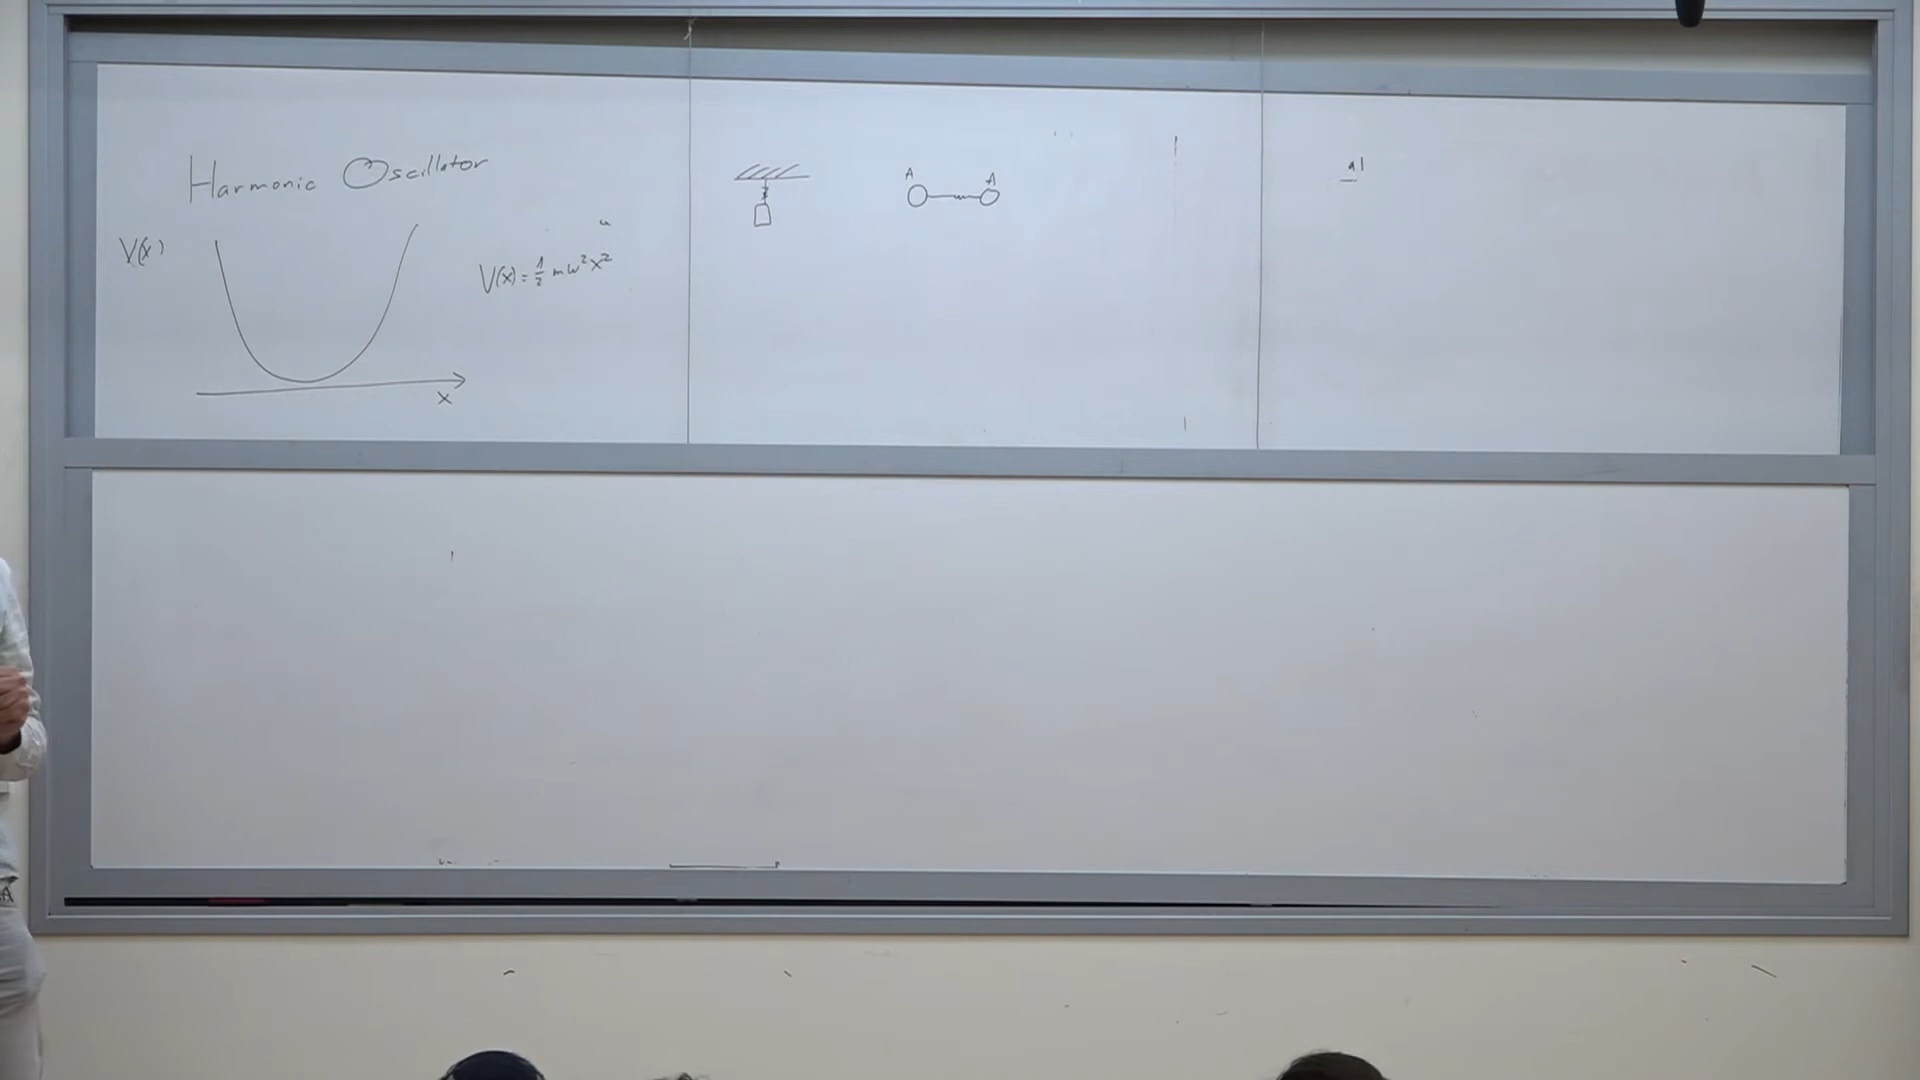 Harmonic Oscillator
V(x)
V(x) = 1/2 mω²x²
x
A
A